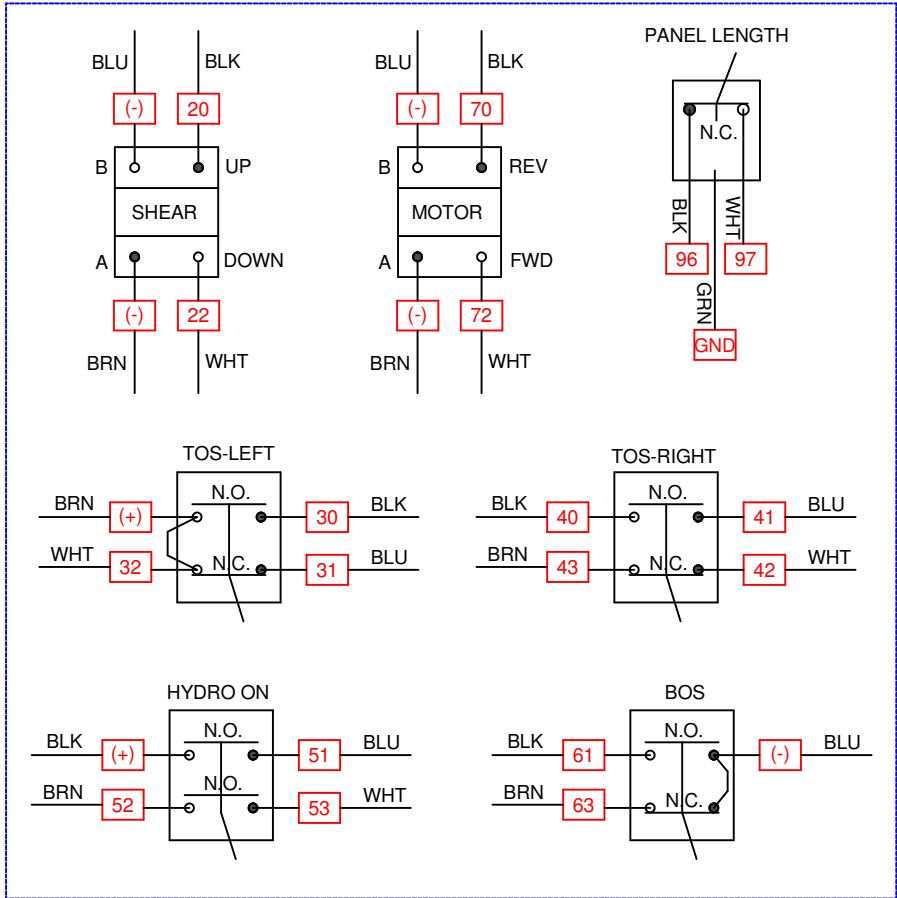 PANEL LENGTH
BLU BLK BLU BLK
(-) 20 (-) 70
N.C.
B UP B REV
SHEAR MOTOR
BLK WHT
A DOWN A FWD
96 97
GRN
(-) 22 (-) 72
GND
BRN WHT BRN WHT
TOS-LEFT TOS-RIGHT
N.O. N.O.
BRN (+) 30 BLK BLK 40 41 BLU
WHT 32 N.C. 31 BLU BRN 43 N.C. 42 WHT
HYDRO ON BOS
N.O. N.O.
BLK (+) 51 BLU BLK 61 (-) BLU
BRN 52 N.O. 53 WHT BRN 63 N.C.